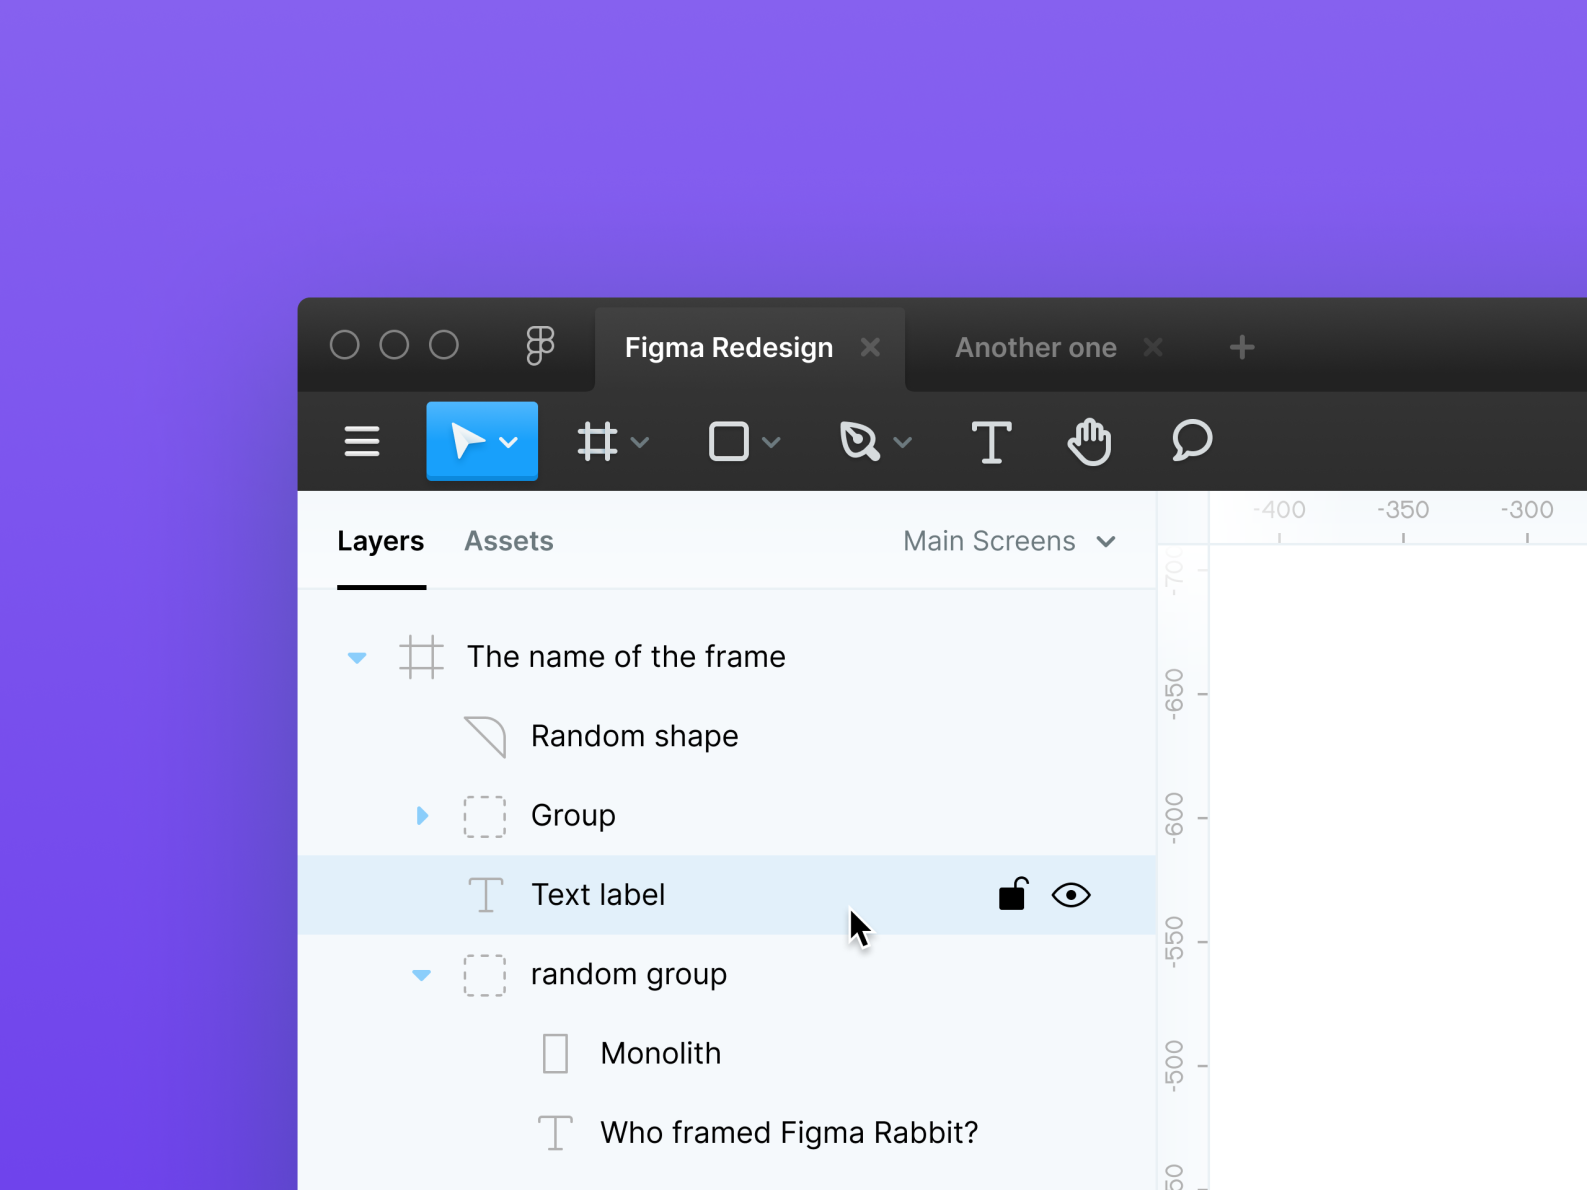 Figma Redesign
Another one
Layers
Assets
Main Screens
-400
-350
-300
-700
-650
-600
-550
-500
The name of the frame
Random shape
Group
Text label
random group
Monolith
Who framed Figma Rabbit?